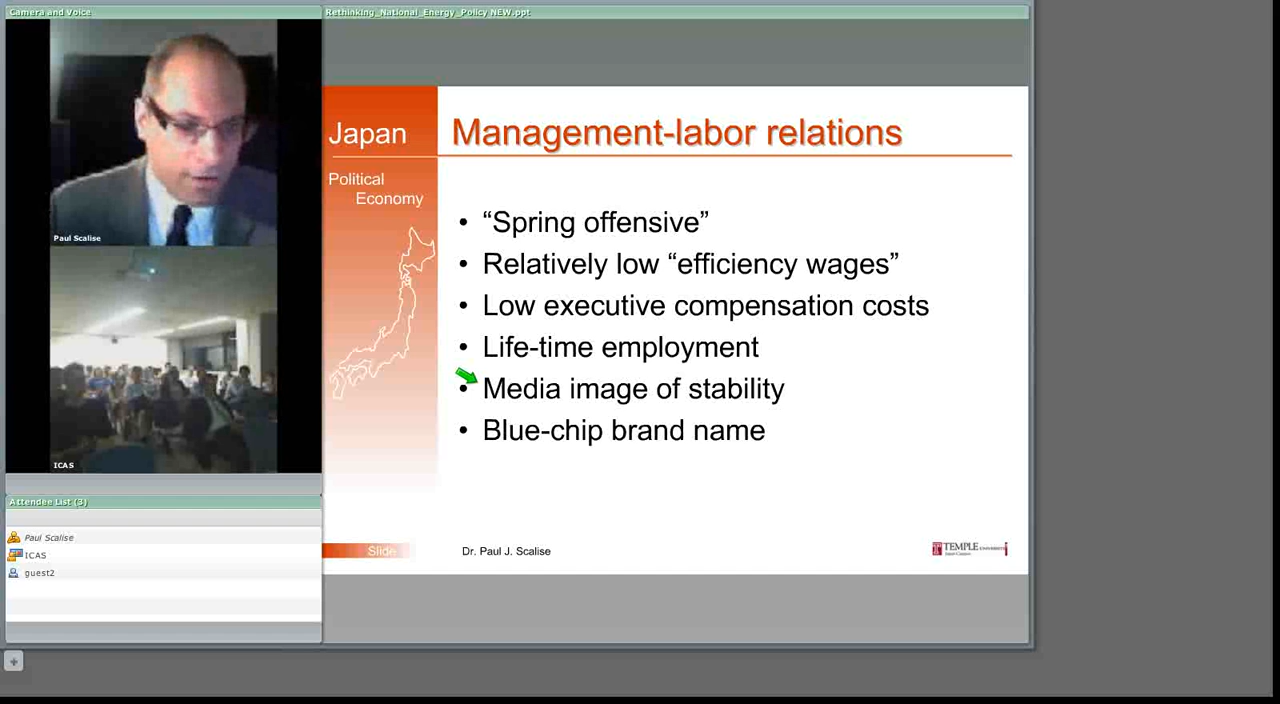 Camera and Voice
Rethinking_National_Energy_Policy NEW.ppt
Paul Scalise
ICAS
Attendee List (3)
Paul Scalise
ICAS
guest2
Japan
Political
Economy
Management-labor relations
• “Spring offensive”
• Relatively low “efficiency wages”
• Low executive compensation costs
• Life-time employment
• Media image of stability
• Blue-chip brand name
Slide
Dr. Paul J. Scalise
TEMPLE